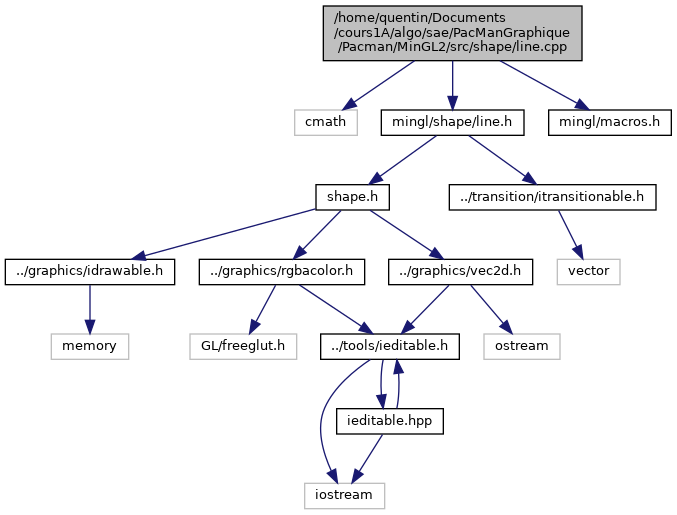 /home/quentin/Documents
/cours1A/algo/sae/PacManGraphique
/Pacman/MinGL2/src/shape/line.cpp
cmath
mingl/shape/line.h
mingl/macros.h
shape.h
../transition/itransitionable.h
../graphics/idrawable.h
../graphics/rgbacolor.h
../graphics/vec2d.h
vector
memory
GL/freeglut.h
../tools/ieditable.h
ostream
ieditable.hpp
iostream